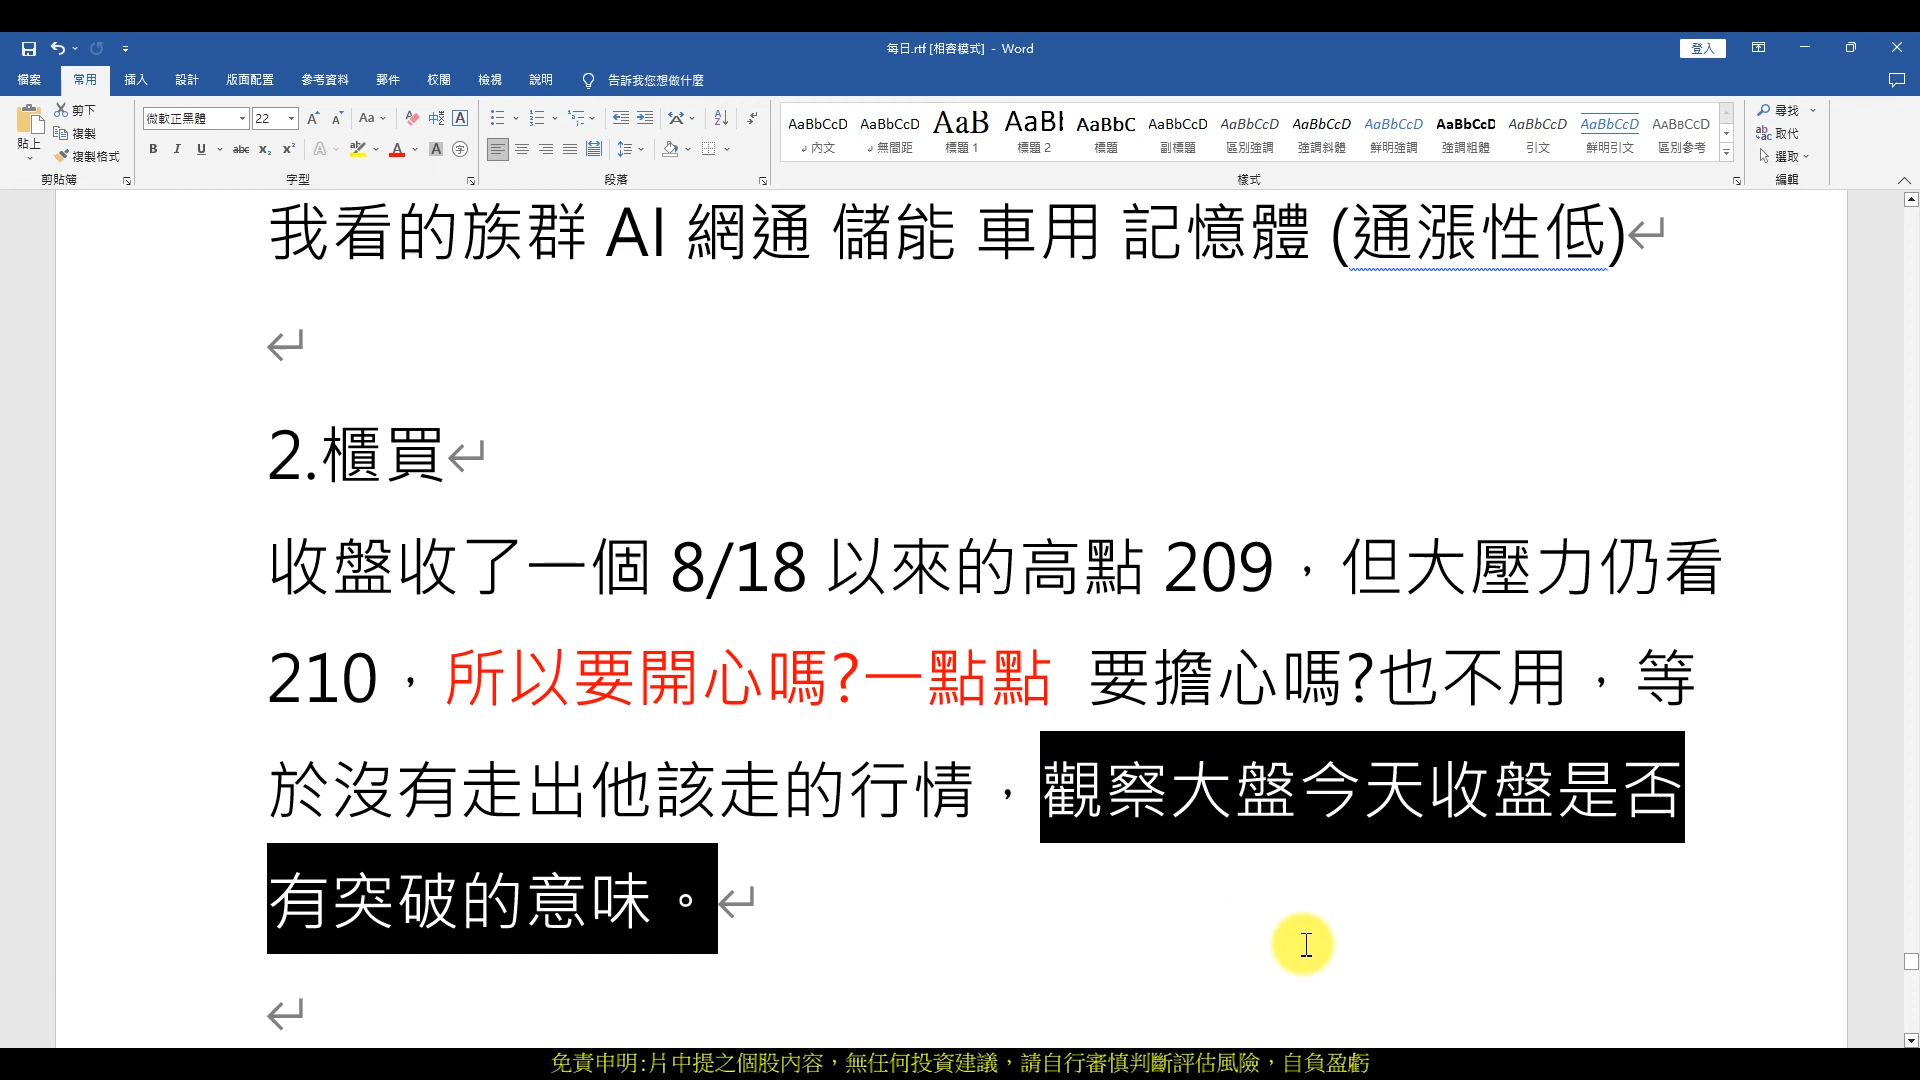 每日.rtf [相容模式] - Word
登入
檔案 常用 插入 設計 版面配置 參考資料 郵件 校閱 檢視 說明 告訴我您想做什麼
貼上
剪下
複製
複製格式
剪貼簿
微軟正黑體 22
字型
段落
AaBbCcD AaBbCcD AaB AaBl AaBbC AaBbCcD AaBbCcD AaBbCcD AaBbCcD AaBbCcD AaBbCcD AaBbCcD AaBbCcD
內文 無間距 標題 1 標題 2 標題 副標題 區別強調 強調斜體 鮮明強調 強調粗體 引文 鮮明引文 區別參考
樣式
尋找
取代
選取
編輯
我看的族群 AI 網通 儲能 車用 記憶體 (通漲性低)
2.櫃買
收盤收了一個 8/18 以來的高點 209，但大壓力仍看
210，所以要開心嗎?一點點 要擔心嗎?也不用，等
於沒有走出他該走的行情，觀察大盤今天收盤是否
有突破的意味。
免責申明:片中提之個股內容，無任何投資建議，請自行審慎判斷評估風險，自負盈虧